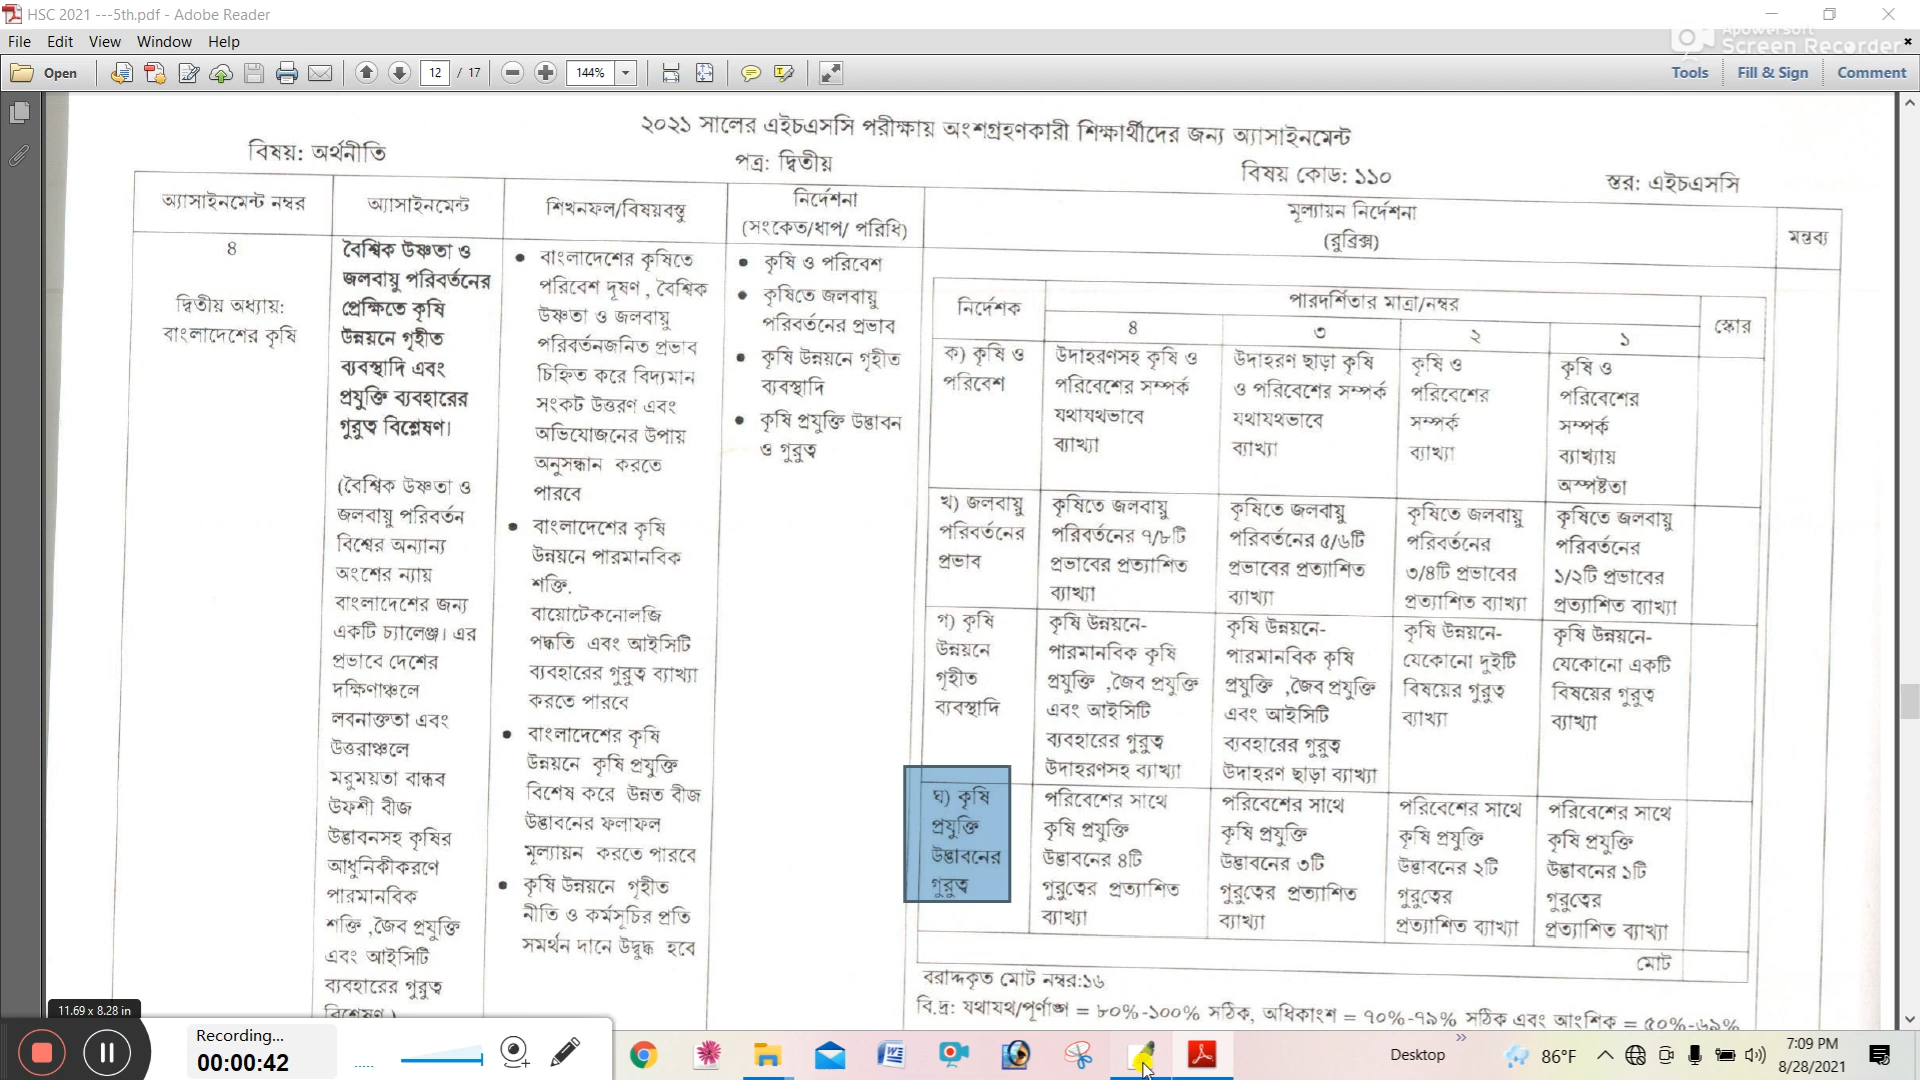 HSC 2021 ---5th.pdf - Adobe Reader
File Edit View Window Help
Apowersoft
Screen Recorder
Open 12 / 17 144% Tools Fill & Sign Comment
২০২১ সালের এইচএসসি পরীক্ষায় অংশগ্রহণকারী শিক্ষার্থীদের জন্য অ্যাসাইনমেন্ট
বিষয়: অর্থনীতি পত্র: দ্বিতীয় বিষয় কোড: ১১০ স্তর: এইচএসসি
অ্যাসাইনমেন্ট নম্বর
অ্যাসাইনমেন্ট
শিখনফল/বিষয়বস্তু
নির্দেশনা
(সংকেত/ধাপ/ পরিধি)
মূল্যায়ন নির্দেশনা
(রুব্রিক্স)
মন্তব্য
৪
দ্বিতীয় অধ্যায়:
বাংলাদেশের কৃষি
বৈশ্বিক উষ্ণতা ও
জলবায়ু পরিবর্তনের
প্রেক্ষিতে কৃষি
উন্নয়নে গৃহীত
ব্যবস্থাদি এবং
প্রযুক্তি ব্যবহারের
গুরুত্ব বিশ্লেষণ।
(বৈশ্বিক উষ্ণতা ও
জলবায়ু পরিবর্তন
বিশ্বের অন্যান্য
অংশের ন্যায়
বাংলাদেশের জন্য
একটি চ্যালেঞ্জ। এর
প্রভাবে দেশের
দক্ষিণাঞ্চলে
লবনাক্ততা এবং
উত্তরাঞ্চলে
মরুময়তা বান্ধব
উফশী বীজ
উদ্ভাবনসহ কৃষির
আধুনিকীকরণে
পারমানবিক
শক্তি ,জৈব প্রযুক্তি
এবং আইসিটি
ব্যবহারের গুরুত্ব
বিশ্লেষণ )
• বাংলাদেশের কৃষিতে
পরিবেশ দূষণ , বৈশ্বিক
উষ্ণতা ও জলবায়ু
পরিবর্তনজনিত প্রভাব
চিহ্নিত করে বিদ্যমান
সংকট উত্তরণ এবং
অভিযোজনের উপায়
অনুসন্ধান করতে
পারবে
• বাংলাদেশের কৃষি
উন্নয়নে পারমানবিক
শক্তি.
বায়োটেকনোলজি
পদ্ধতি এবং আইসিটি
ব্যবহারের গুরুত্ব ব্যাখ্যা
করতে পারবে
• বাংলাদেশের কৃষি
উন্নয়নে কৃষি প্রযুক্তি
বিশেষ করে উন্নত বীজ
উদ্ভাবনের ফলাফল
মূল্যায়ন করতে পারবে
• কৃষি উন্নয়নে গৃহীত
নীতি ও কর্মসূচির প্রতি
সমর্থন দানে উদ্বুদ্ধ হবে
• কৃষি ও পরিবেশ
• কৃষিতে জলবায়ু
পরিবর্তনের প্রভাব
• কৃষি উন্নয়নে গৃহীত
ব্যবস্থাদি
• কৃষি প্রযুক্তি উদ্ভাবন
ও গুরুত্ব
নির্দেশক
পারদর্শিতার মাত্রা/নম্বর
স্কোর
৪ ৩ ২ ১
ক) কৃষি ও
পরিবেশ
উদাহরণসহ কৃষি ও
পরিবেশের সম্পর্ক
যথাযথভাবে
ব্যাখ্যা
উদাহরণ ছাড়া কৃষি
ও পরিবেশের সম্পর্ক
যথাযথভাবে
ব্যাখ্যা
কৃষি ও
পরিবেশের
সম্পর্ক
ব্যাখ্যা
কৃষি ও
পরিবেশের
সম্পর্ক
ব্যাখ্যায়
অস্পষ্টতা
খ) জলবায়ু
পরিবর্তনের
প্রভাব
কৃষিতে জলবায়ু
পরিবর্তনের ৭/৮টি
প্রভাবের প্রত্যাশিত
ব্যাখ্যা
কৃষিতে জলবায়ু
পরিবর্তনের ৫/৬টি
প্রভাবের প্রত্যাশিত
ব্যাখ্যা
কৃষিতে জলবায়ু
পরিবর্তনের
৩/৪টি প্রভাবের
প্রত্যাশিত ব্যাখ্যা
কৃষিতে জলবায়ু
পরিবর্তনের
১/২টি প্রভাবের
প্রত্যাশিত ব্যাখ্যা
গ) কৃষি
উন্নয়নে
গৃহীত
ব্যবস্থাদি
কৃষি উন্নয়নে-
পারমানবিক কৃষি
প্রযুক্তি ,জৈব প্রযুক্তি
এবং আইসিটি
ব্যবহারের গুরুত্ব
উদাহরণসহ ব্যাখ্যা
কৃষি উন্নয়নে-
পারমানবিক কৃষি
প্রযুক্তি ,জৈব প্রযুক্তি
এবং আইসিটি
ব্যবহারের গুরুত্ব
উদাহরণ ছাড়া ব্যাখ্যা
কৃষি উন্নয়নে-
যেকোনো দুইটি
বিষয়ের গুরুত্ব
ব্যাখ্যা
কৃষি উন্নয়নে-
যেকোনো একটি
বিষয়ের গুরুত্ব
ব্যাখ্যা
ঘ) কৃষি
প্রযুক্তি
উদ্ভাবনের
গুরুত্ব
পরিবেশের সাথে
কৃষি প্রযুক্তি
উদ্ভাবনের ৪টি
গুরুত্বের প্রত্যাশিত
ব্যাখ্যা
পরিবেশের সাথে
কৃষি প্রযুক্তি
উদ্ভাবনের ৩টি
গুরুত্বের প্রত্যাশিত
ব্যাখ্যা
পরিবেশের সাথে
কৃষি প্রযুক্তি
উদ্ভাবনের ২টি
গুরুত্বের
প্রত্যাশিত ব্যাখ্যা
পরিবেশের সাথে
কৃষি প্রযুক্তি
উদ্ভাবনের ১টি
গুরুত্বের
প্রত্যাশিত ব্যাখ্যা
মোট
বরাদ্দকৃত মোট নম্বর:১৬
বি.দ্র: যথাযথ/পূর্ণাঙ্গ = ৮০%-১০০% সঠিক, অধিকাংশ = ৭০%-৭৯% সঠিক এবং আংশিক = ৫০%-৬৯%
11.69 x 8.28 in
Recording...
00:00:42
Desktop
86°F
7:09 PM
8/28/2021